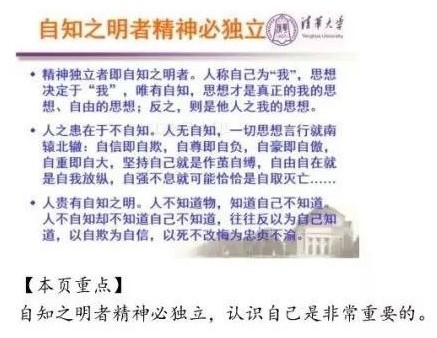 自知之明者精神必独立
清华大学
Tsinghua University
• 精神独立者即自知之明者。人称自己为“我”，思想
决定于“我”，唯有自知，思想才是真正的我的思
想、自由的思想；反之，则是他人之我的思想。
• 人之患在于不自知。人无自知，一切思想言行就南
辕北辙：自信即自欺，自尊即自负，自豪即自傲，
自重即自大，坚持自己就是作茧自缚，自由自在就
是自我放纵，自强不息就可能恰恰是自取灭亡……
• 人贵有自知之明。人不知道物，知道自己不知道。
人不自知却不知道自己不知道，往往反以为自己知
道，以自欺为自信，以死不改悔为忠贞不渝。
【本页重点】
自知之明者精神必独立，认识自己是非常重要的。